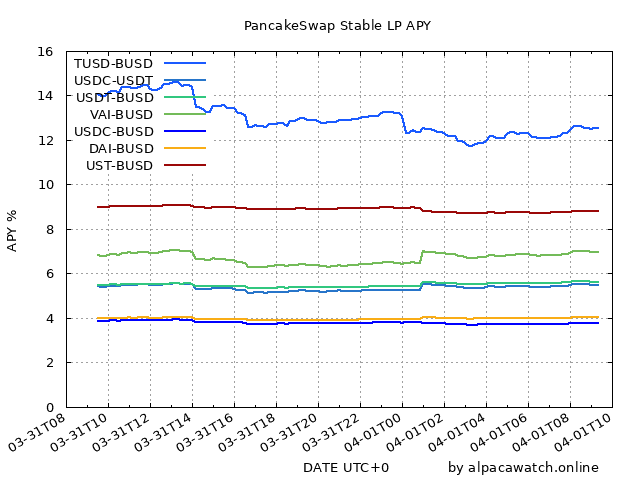 PancakeSwap Stable LP APY
APY %
16
14
12
10
8
6
4
2
0
TUSD-BUSD
USDC-USDT
USDT-BUSD
VAI-BUSD
USDC-BUSD
DAI-BUSD
UST-BUSD
03-31T08
03-31T10
03-31T12
03-31T14
03-31T16
03-31T18
03-31T20
03-31T22
04-01T00
04-01T02
04-01T04
04-01T06
04-01T08
04-01T10
DATE UTC+0
by alpacawatch.online